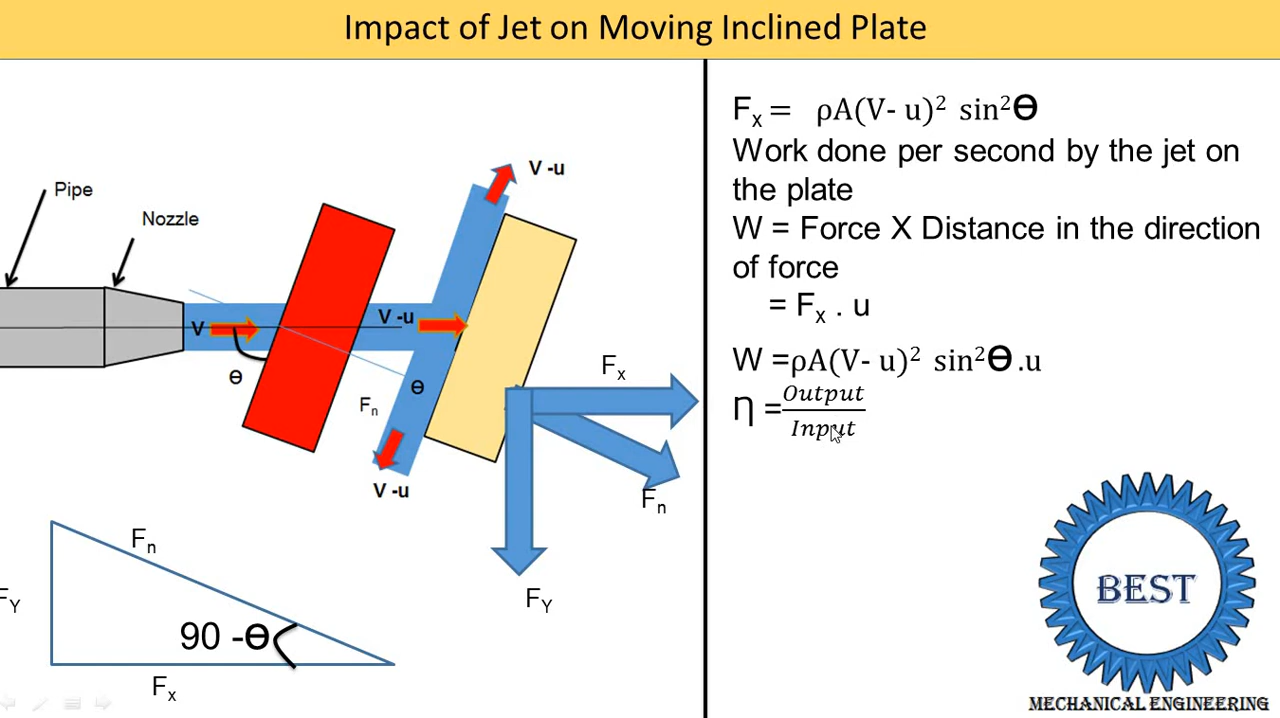 Impact of Jet on Moving Inclined Plate
Pipe
Nozzle
V
V -u
V -u
V -u
Ɵ
Ɵ
Fn
Fx
Fn
FY
Fn
FY
90 -Ɵ
Fx
Fx = ρA(V- u)² sin²Ɵ
Work done per second by the jet on
the plate
W = Force X Distance in the direction
of force
= Fx . u
W =ρA(V- u)² sin²Ɵ .u
Ƞ =Output/Input
BEST
MECHANICAL ENGINEERING